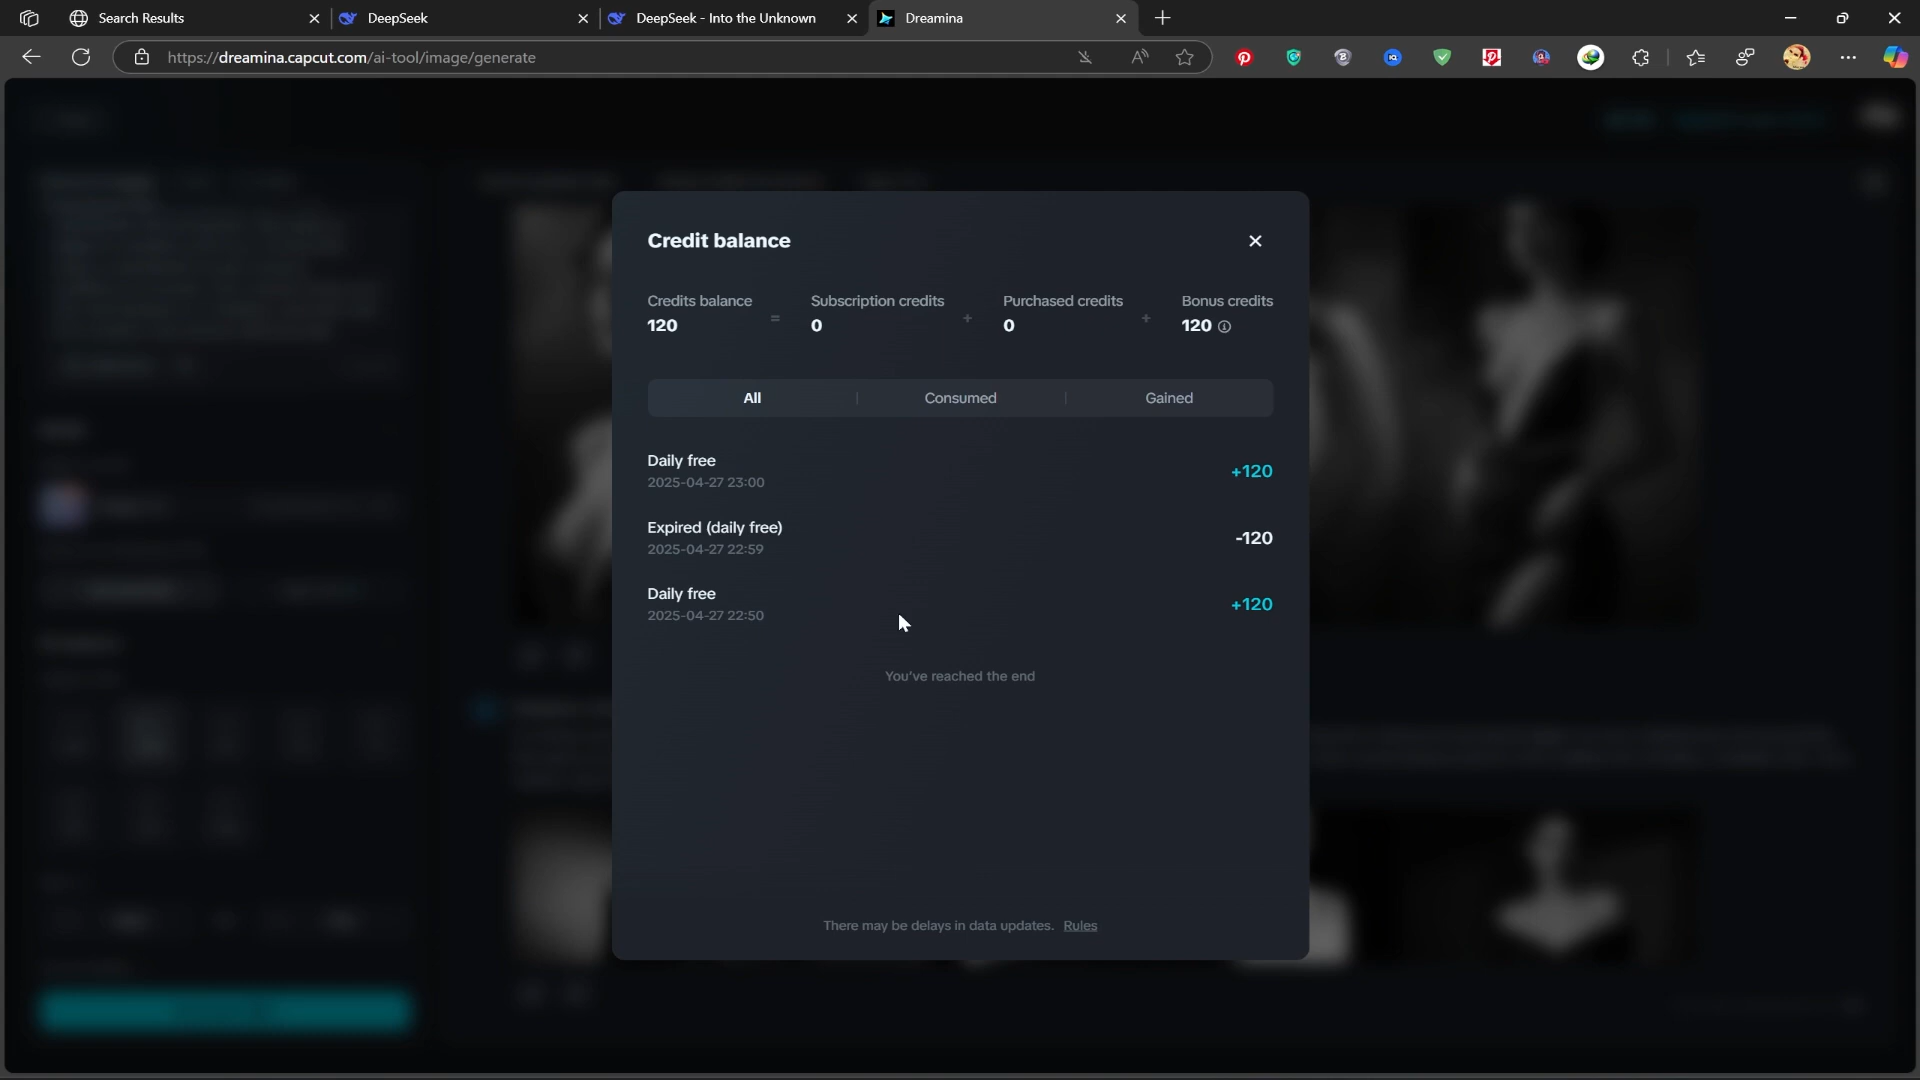 Search Results
DeepSeek
DeepSeek - Into the Unknown
Dreamina
https://dreamina.capcut.com/ai-tool/image/generate
Credit balance
Credits balance
120
=
Subscription credits
0
+
Purchased credits
0
+
Bonus credits
120
All
Consumed
Gained
Daily free
2025-04-27 23:00
+120
Expired (daily free)
2025-04-27 22:59
-120
Daily free
2025-04-27 22:50
+120
You've reached the end
There may be delays in data updates. Rules